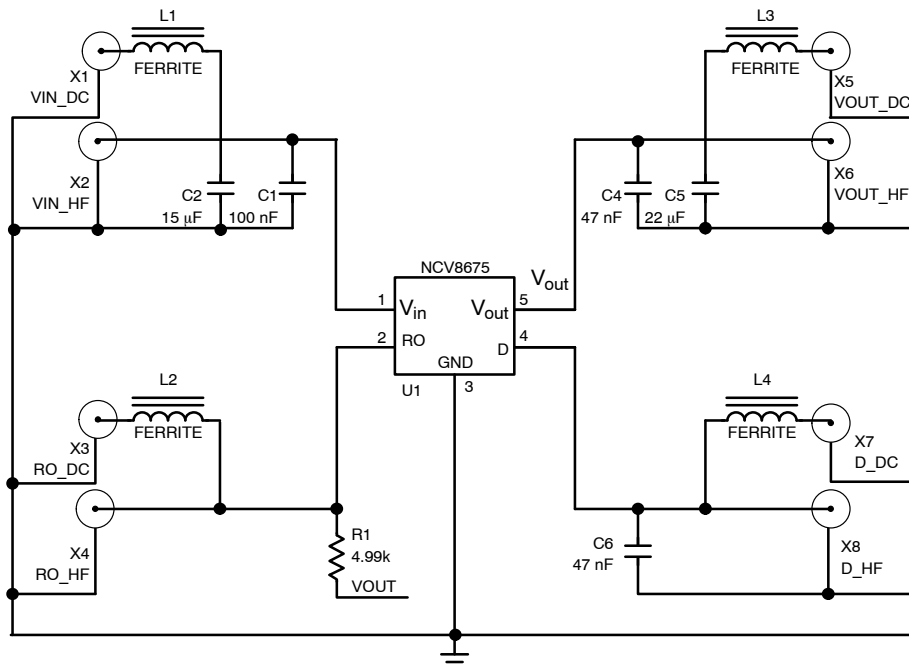 L1
FERRITE
X1
VIN_DC
X2
VIN_HF
C2
15 μF
C1
100 nF
L3
FERRITE
X5
VOUT_DC
X6
VOUT_HF
C4
47 nF
C5
22 μF
NCV8675
Vout
1
Vin
Vout
5
2
RO
D
4
GND
U1
3
L2
FERRITE
X3
RO_DC
X4
RO_HF
R1
4.99k
VOUT
L4
FERRITE
X7
D_DC
C6
47 nF
X8
D_HF